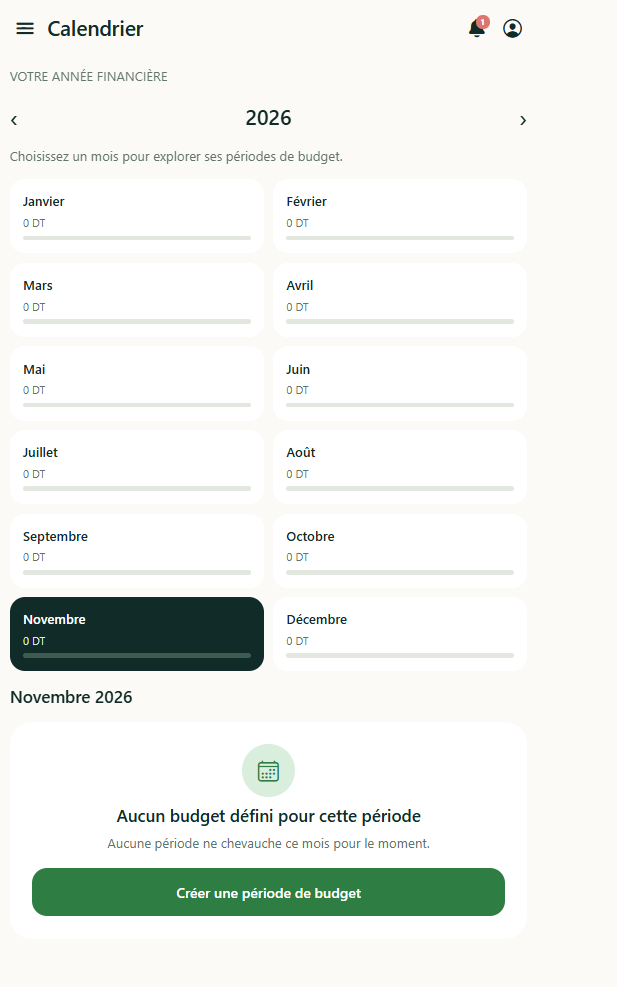 Calendrier
1
VOTRE ANNÉE FINANCIÈRE
‹ 2026 ›
Choisissez un mois pour explorer ses périodes de budget.
Janvier
0 DT
Février
0 DT
Mars
0 DT
Avril
0 DT
Mai
0 DT
Juin
0 DT
Juillet
0 DT
Août
0 DT
Septembre
0 DT
Octobre
0 DT
Novembre
0 DT
Décembre
0 DT
Novembre 2026
Aucun budget défini pour cette période
Aucune période ne chevauche ce mois pour le moment.
Créer une période de budget